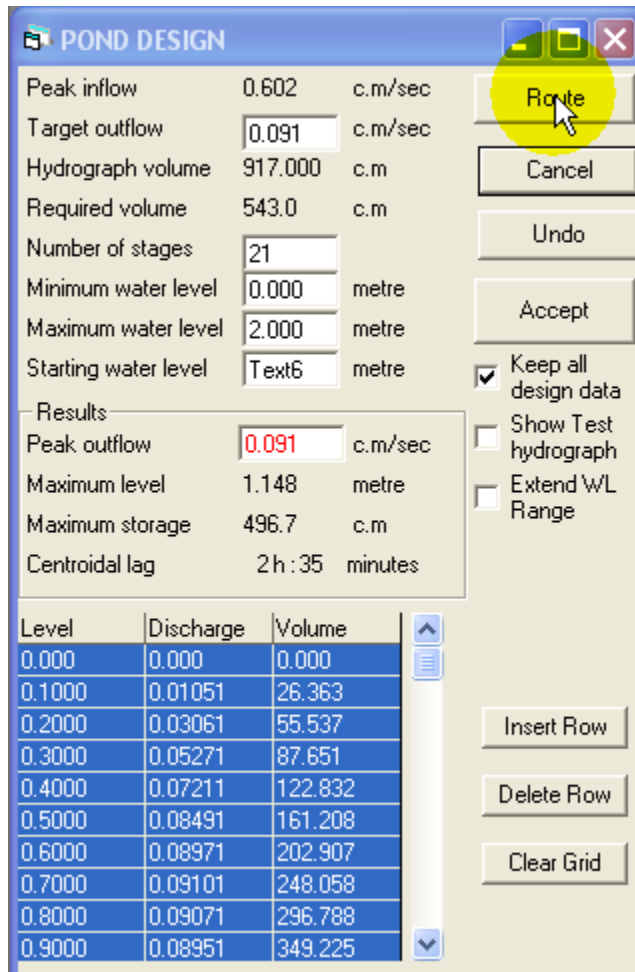 POND DESIGN
Peak inflow 0.602 c.m/sec
Target outflow 0.091 c.m/sec
Hydrograph volume 917.000 c.m
Required volume 543.0 c.m
Number of stages 21
Minimum water level 0.000 metre
Maximum water level 2.000 metre
Starting water level Text6 metre
Route
Cancel
Undo
Accept
Keep all
design data
Show Test
hydrograph
Extend WL
Range
Results
Peak outflow 0.091 c.m/sec
Maximum level 1.148 metre
Maximum storage 496.7 c.m
Centroidal lag 2 h : 35 minutes
Level Discharge Volume
0.000 0.000 0.000
0.1000 0.01051 26.363
0.2000 0.03061 55.537
0.3000 0.05271 87.651
0.4000 0.07211 122.832
0.5000 0.08491 161.208
0.6000 0.08971 202.907
0.7000 0.09101 248.058
0.8000 0.09071 296.788
0.9000 0.08951 349.225
Insert Row
Delete Row
Clear Grid